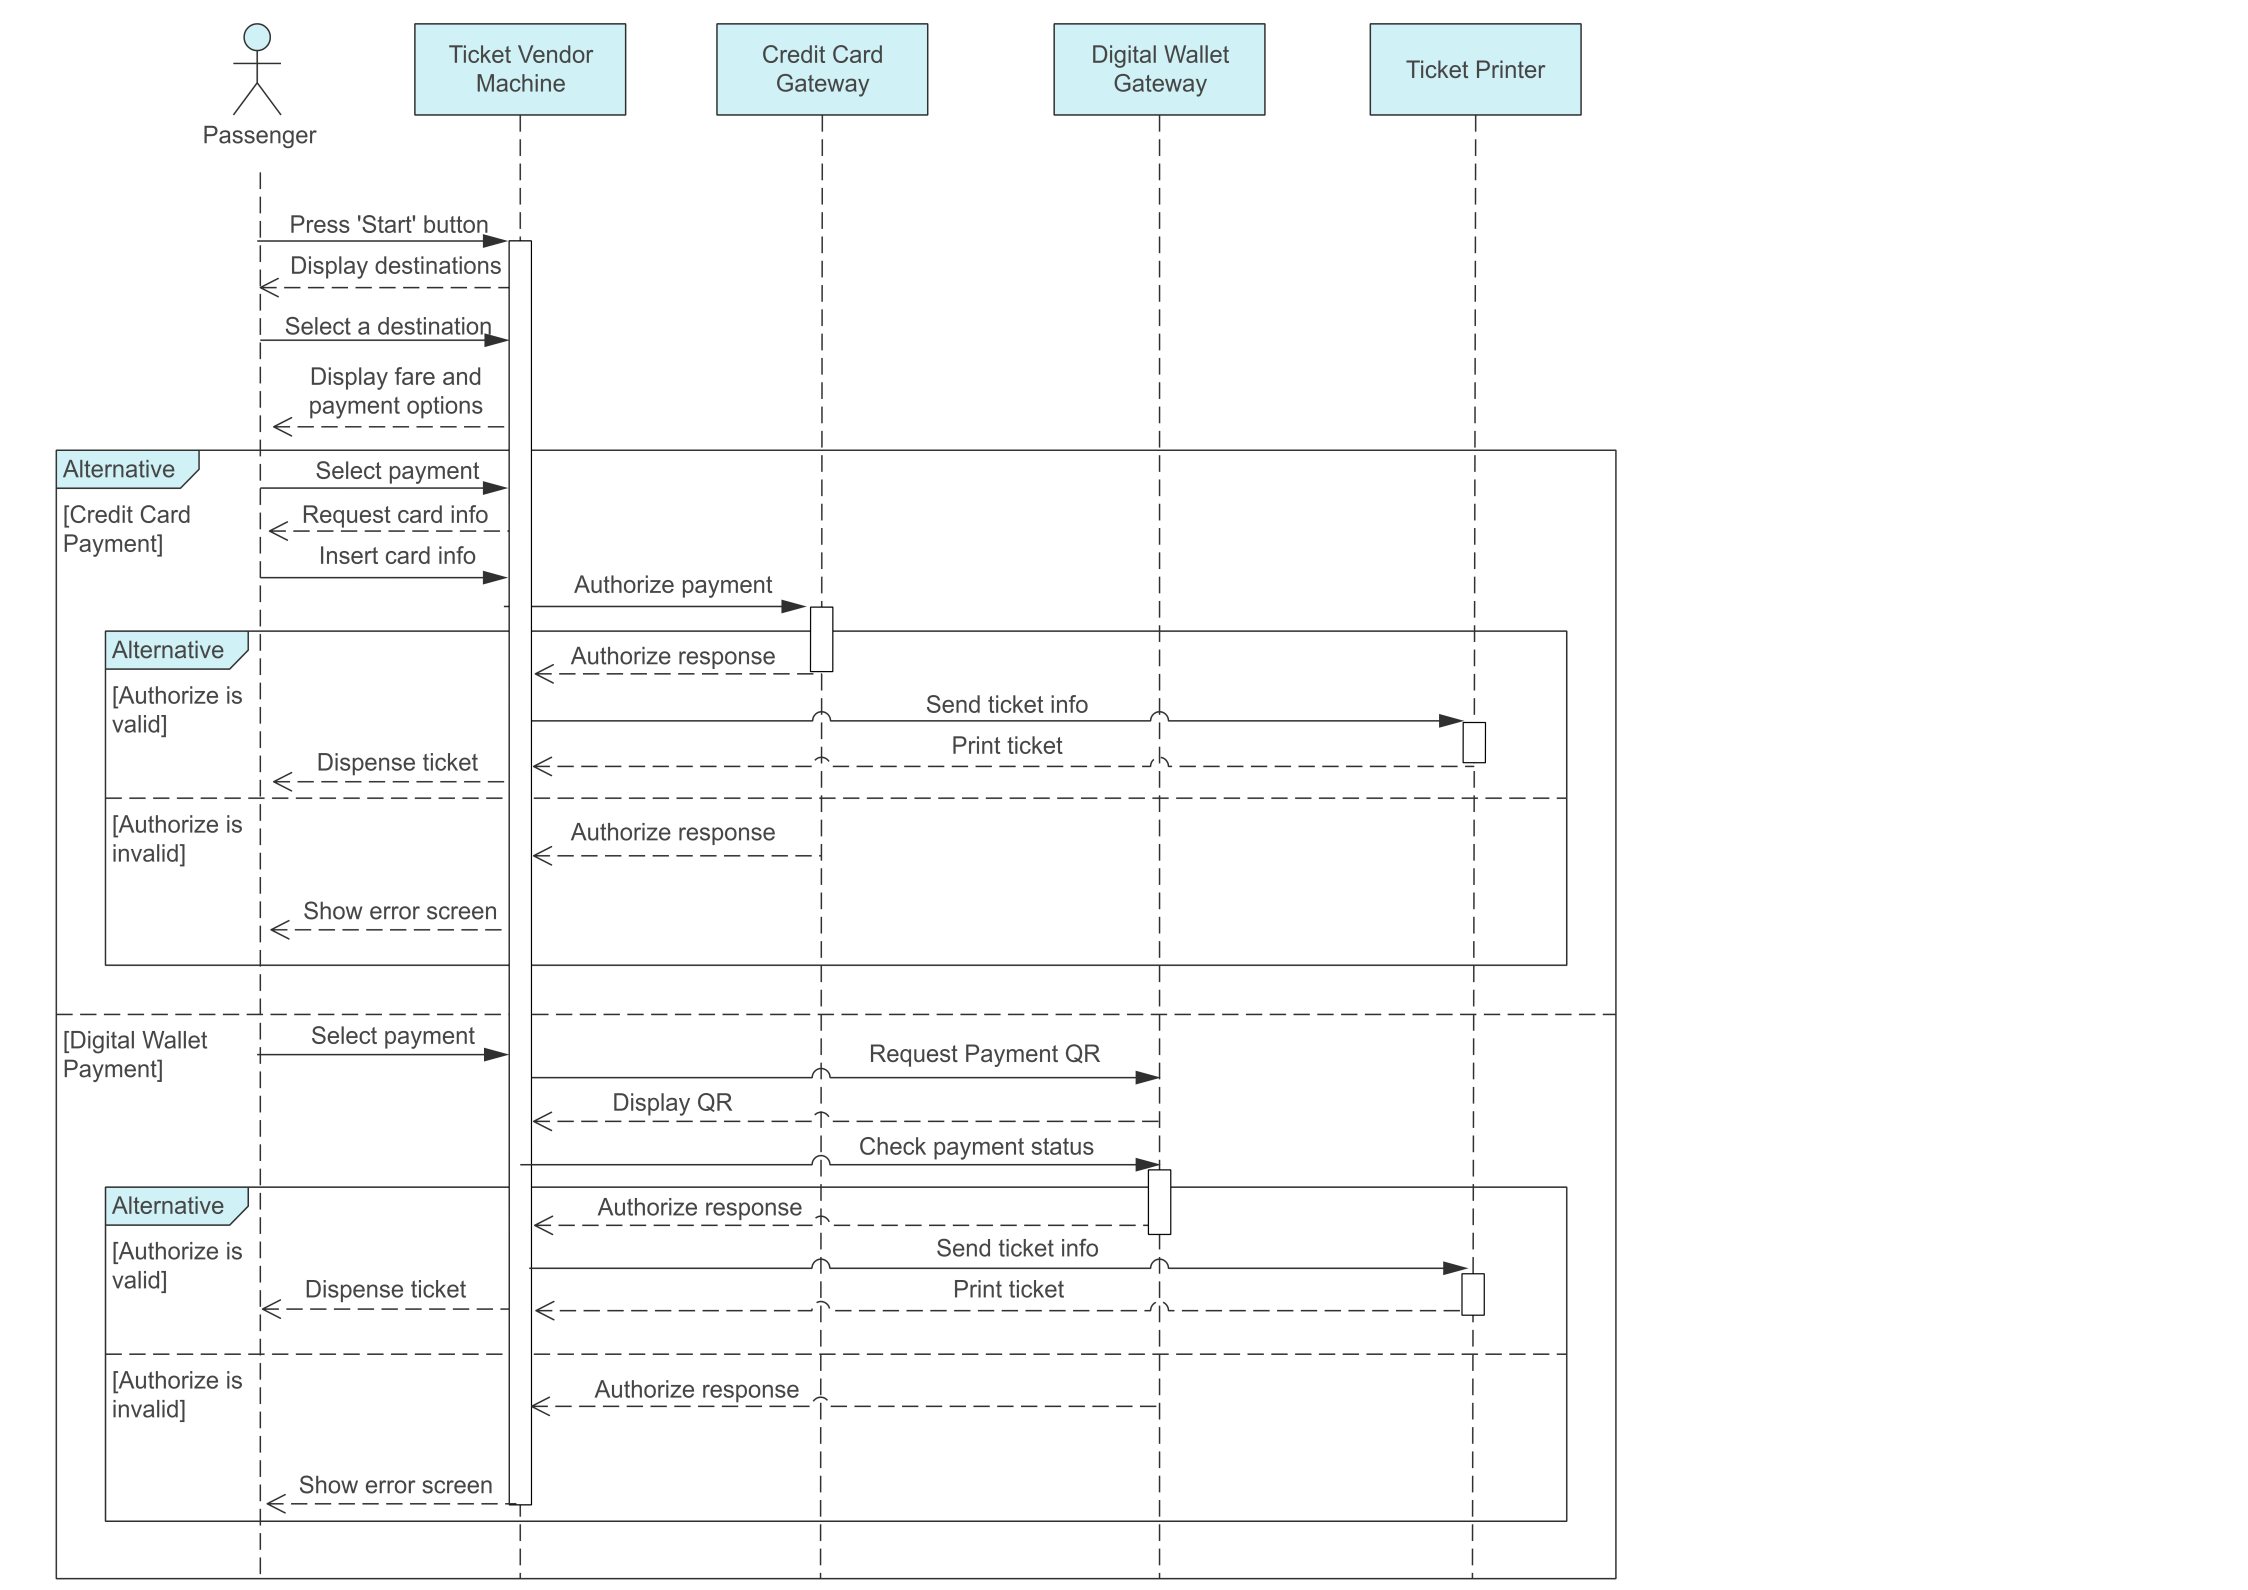 Passenger
Ticket Vendor
Machine
Credit Card
Gateway
Digital Wallet
Gateway
Ticket Printer
Press 'Start' button
Display destinations
Select a destination
Display fare and
payment options
Alternative
Select payment
[Credit Card
Payment]
Request card info
Insert card info
Authorize payment
Alternative
Authorize response
[Authorize is
valid]
Send ticket info
Print ticket
Dispense ticket
[Authorize is
invalid]
Authorize response
Show error screen
[Digital Wallet
Payment]
Select payment
Request Payment QR
Display QR
Check payment status
Alternative
Authorize response
[Authorize is
valid]
Send ticket info
Dispense ticket
Print ticket
[Authorize is
invalid]
Authorize response
Show error screen